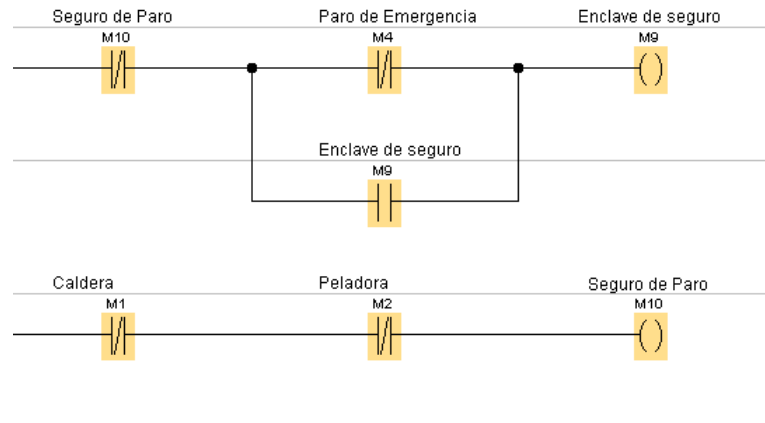 Seguro de Paro Paro de Emergencia Enclave de seguro
M10 M4 M9
Enclave de seguro
M9
Caldera Peladora Seguro de Paro
M1 M2 M10